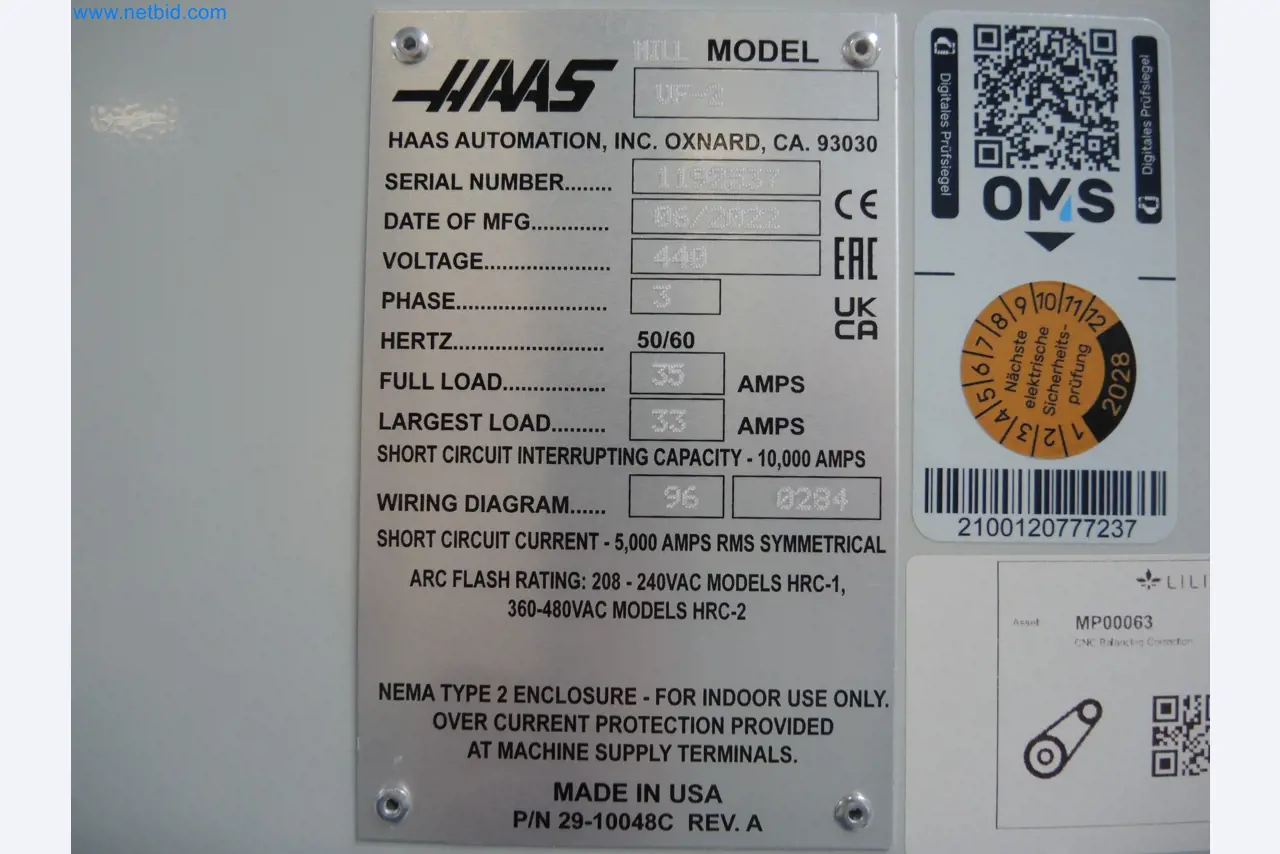 www.netbid.com
HAAS
MILL MODEL
VF-2
HAAS AUTOMATION, INC. OXNARD, CA. 93030
SERIAL NUMBER........
DATE OF MFG............. 06/2022
VOLTAGE..................... 440
PHASE......................... 3
HERTZ......................... 50/60
FULL LOAD................. 35 AMPS
LARGEST LOAD......... 33 AMPS
SHORT CIRCUIT INTERRUPTING CAPACITY - 10,000 AMPS
WIRING DIAGRAM...... 96 0284
SHORT CIRCUIT CURRENT - 5,000 AMPS RMS SYMMETRICAL
ARC FLASH RATING: 208 - 240VAC MODELS HRC-1,
360-480VAC MODELS HRC-2
NEMA TYPE 2 ENCLOSURE - FOR INDOOR USE ONLY.
OVER CURRENT PROTECTION PROVIDED
AT MACHINE SUPPLY TERMINALS.
MADE IN USA
P/N 29-10048C REV. A
CE
EAC
UK
CA
Digitales Prüfsiegel
Digitales Prüfsiegel
OMS
1 2 3 4 5 6 7 8 9 10 11 12
Nächste
elektrische
Sicherheits-
prüfung
2028
2100120777237
LILI
Asset MP00063
CNC Balancing Correction